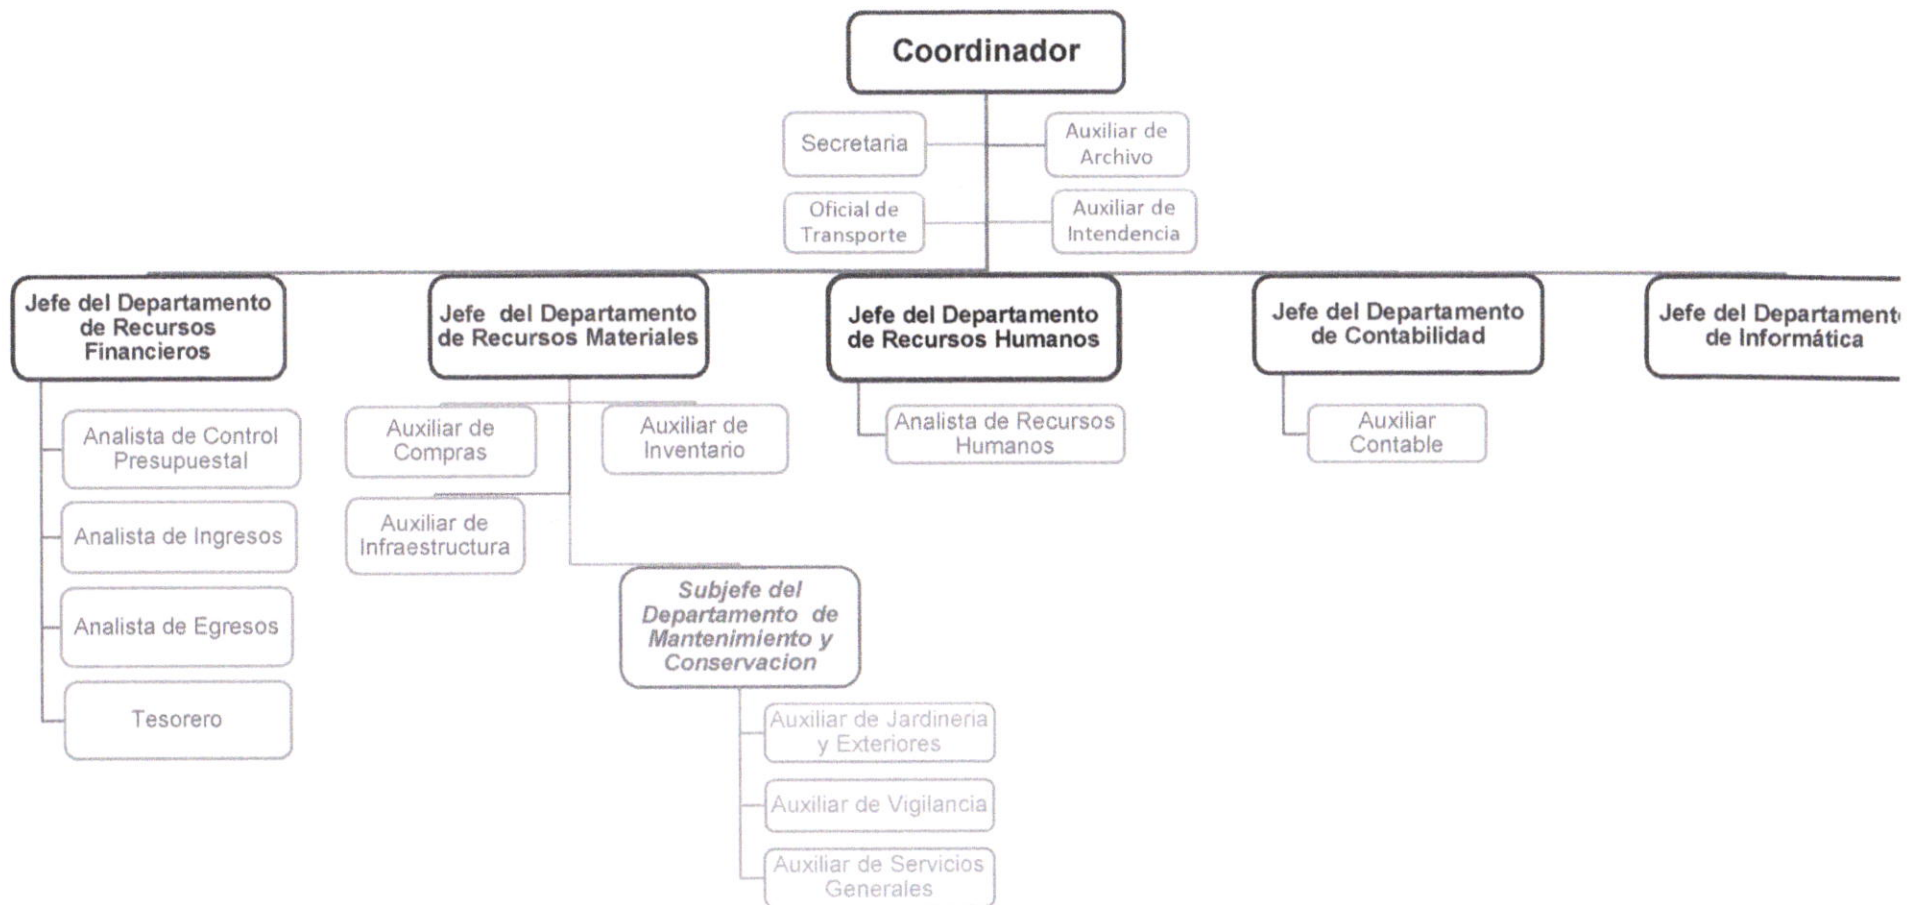 Coordinador
Secretaria
Auxiliar de
Archivo
Oficial de
Transporte
Auxiliar de
Intendencia
Jefe del Departamento
de Recursos
Financieros
Jefe del Departamento
de Recursos Materiales
Jefe del Departamento
de Recursos Humanos
Jefe del Departamento
de Contabilidad
Jefe del Departament
de Informática
Analista de Control
Presupuestal
Analista de Ingresos
Analista de Egresos
Tesorero
Auxiliar de
Compras
Auxiliar de
Inventario
Auxiliar de
Infraestructura
Subjefe del
Departamento de
Mantenimiento y
Conservacion
Auxiliar de Jardineria
y Exteriores
Auxiliar de Vigilancia
Auxiliar de Servicios
Generales
Analista de Recursos
Humanos
Auxiliar
Contable